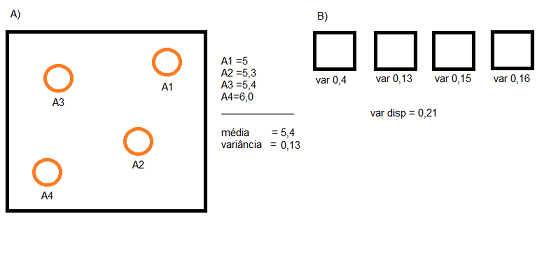 A)
A1
A3
A2
A4
A1 =5
A2 =5,3
A3 =5,4
A4=6,0
média = 5,4
variância = 0,13
B)
var 0,4
var 0,13
var 0,15
var 0,16
var disp = 0,21